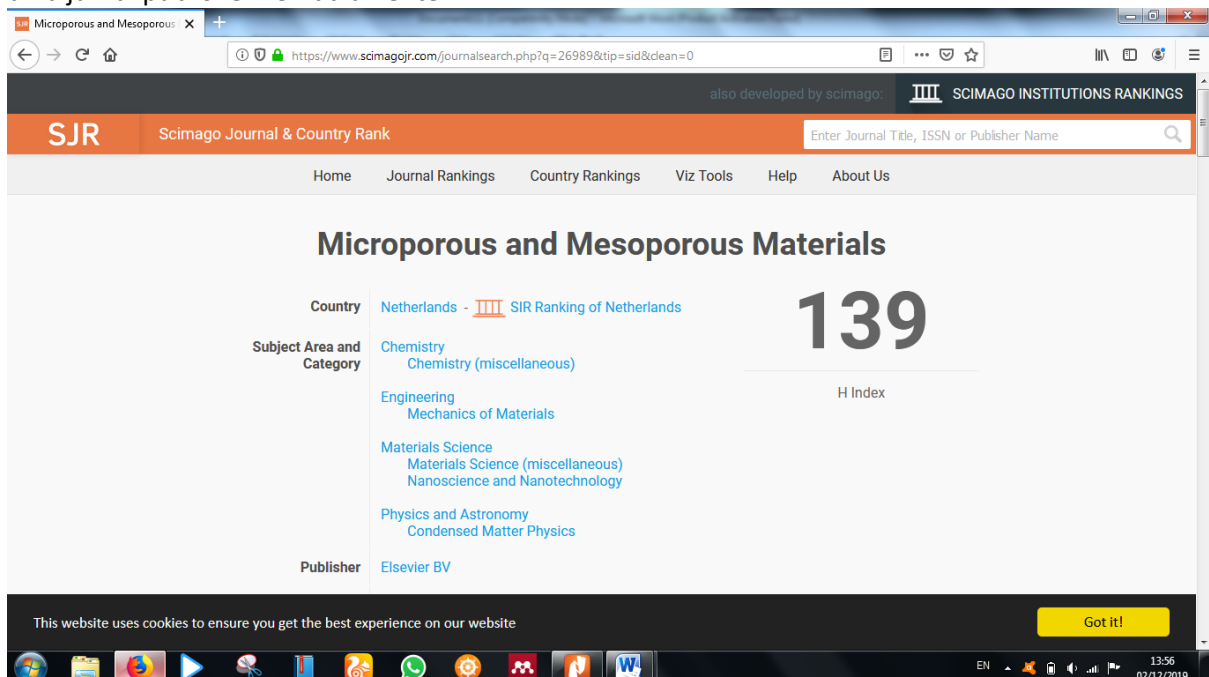 Microporous and Mesoporous
https://www.scimagojr.com/journalsearch.php?q=26989&tip=sid&clean=0
also developed by scimago:
SCIMAGO INSTITUTIONS RANKINGS
SJR
Scimago Journal & Country Rank
Enter Journal Title, ISSN or Publisher Name
Home Journal Rankings Country Rankings Viz Tools Help About Us
Microporous and Mesoporous Materials
Country
Netherlands - SIR Ranking of Netherlands
139
H Index
Subject Area and
Category
Chemistry
Chemistry (miscellaneous)
Engineering
Mechanics of Materials
Materials Science
Materials Science (miscellaneous)
Nanoscience and Nanotechnology
Physics and Astronomy
Condensed Matter Physics
Publisher
Elsevier BV
This website uses cookies to ensure you get the best experience on our website
Got it!
EN
13:56
02/12/2019